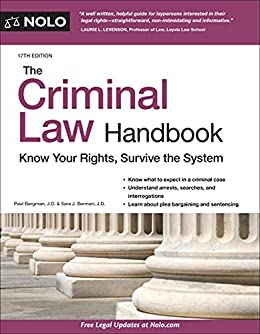 NOLO
"A well written, helpful guide for laypersons interested in their
legal rights—straightforward, non-intimidating and informative."
LAURIE L. LEVENSON, Professor of Law, Loyola Law School
17TH EDITION
The
Criminal
Law Handbook
Know Your Rights, Survive the System
Paul Bergman, J.D. & Sara J. Berman, J.D.
• Know what to expect in a criminal case
• Understand arrests, searches, and
interrogations
• Learn about plea bargaining and sentencing
Free Legal Updates at Nolo.com